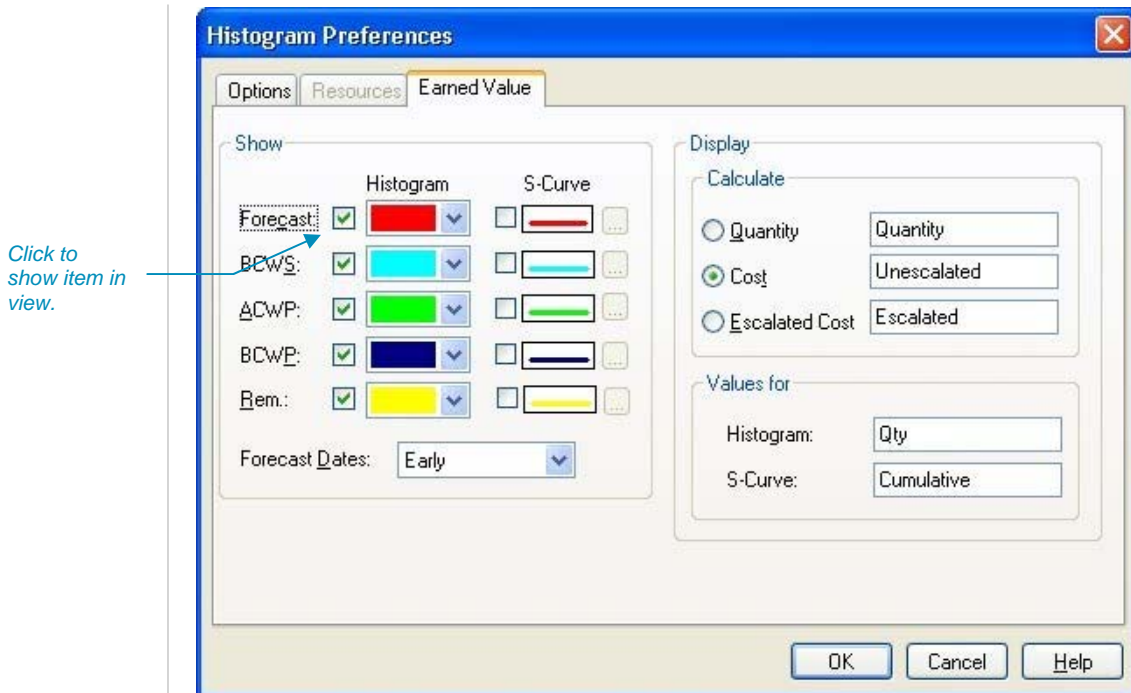 Histogram Preferences
Options Resources Earned Value
Show
Histogram S-Curve
Forecast:
BCWS:
ACWP:
BCWP:
Rem.:
Forecast Dates: Early
Display
Calculate
Quantity Quantity
Cost Unescalated
Escalated Cost Escalated
Values for
Histogram: Qty
S-Curve: Cumulative
OK Cancel Help
Click to
show item in
view.